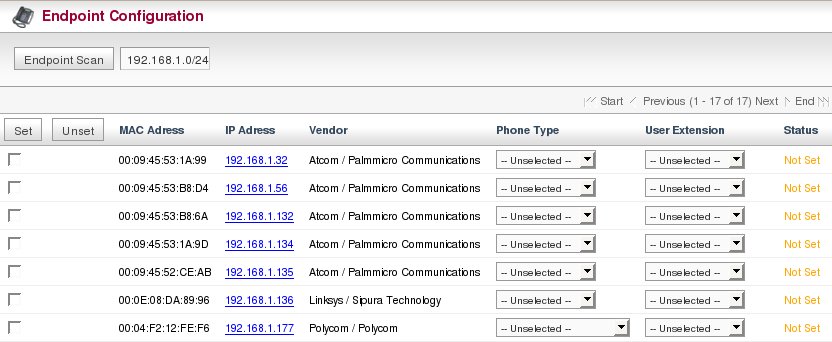 Endpoint Configuration
Endpoint Scan 192.168.1.0/24
Start Previous (1 - 17 of 17) Next End
Set Unset MAC Adress IP Adress Vendor Phone Type User Extension Status
00:09:45:53:1A:99 192.168.1.32 Atcom / Palmmicro Communications -- Unselected -- -- Unselected -- Not Set
00:09:45:53:B8:D4 192.168.1.56 Atcom / Palmmicro Communications -- Unselected -- -- Unselected -- Not Set
00:09:45:53:B8:6A 192.168.1.132 Atcom / Palmmicro Communications -- Unselected -- -- Unselected -- Not Set
00:09:45:53:1A:9D 192.168.1.134 Atcom / Palmmicro Communications -- Unselected -- -- Unselected -- Not Set
00:09:45:52:CE:AB 192.168.1.135 Atcom / Palmmicro Communications -- Unselected -- -- Unselected -- Not Set
00:0E:08:DA:89:96 192.168.1.136 Linksys / Sipura Technology -- Unselected -- -- Unselected -- Not Set
00:04:F2:12:FE:F6 192.168.1.177 Polycom / Polycom -- Unselected -- -- Unselected -- Not Set